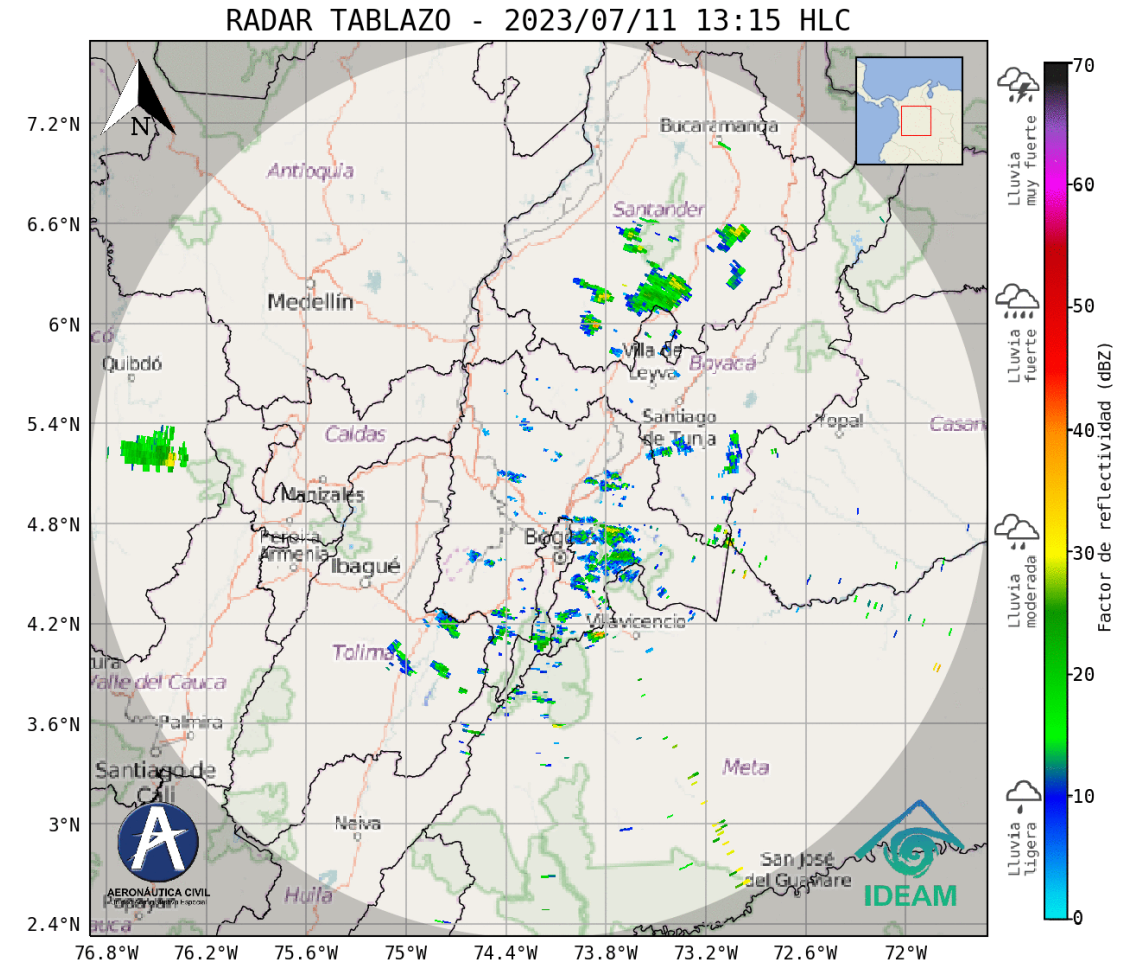 RADAR TABLAZO - 2023/07/11 13:15 HLC
7.2°N
6.6°N
6°N
5.4°N
4.8°N
4.2°N
3.6°N
3°N
2.4°N
76.8°W 76.2°W 75.6°W 75°W 74.4°W 73.8°W 73.2°W 72.6°W 72°W
N
Bucaramanga
Antioquia
Santander
Medellín
có
Quibdó
Villa de
Leyva
Boyacá
Santiago
de Tunja
Yopal
Casan
Caldas
Manizales
Pereira
Armenia
Ibagué
Bogotá
Villavicencio
Tolima
tura
Valle del Cauca
Palmira
Santiago de
Cali
Meta
Neiva
San José
del Guaviare
Huila
Popayán
auca
AERONÁUTICA CIVIL
IDEAM
Lluvia
muy fuerte
Lluvia
fuerte
Lluvia
moderada
Lluvia
ligera
70
60
50
40
30
20
10
0
Factor de reflectividad (dBZ)